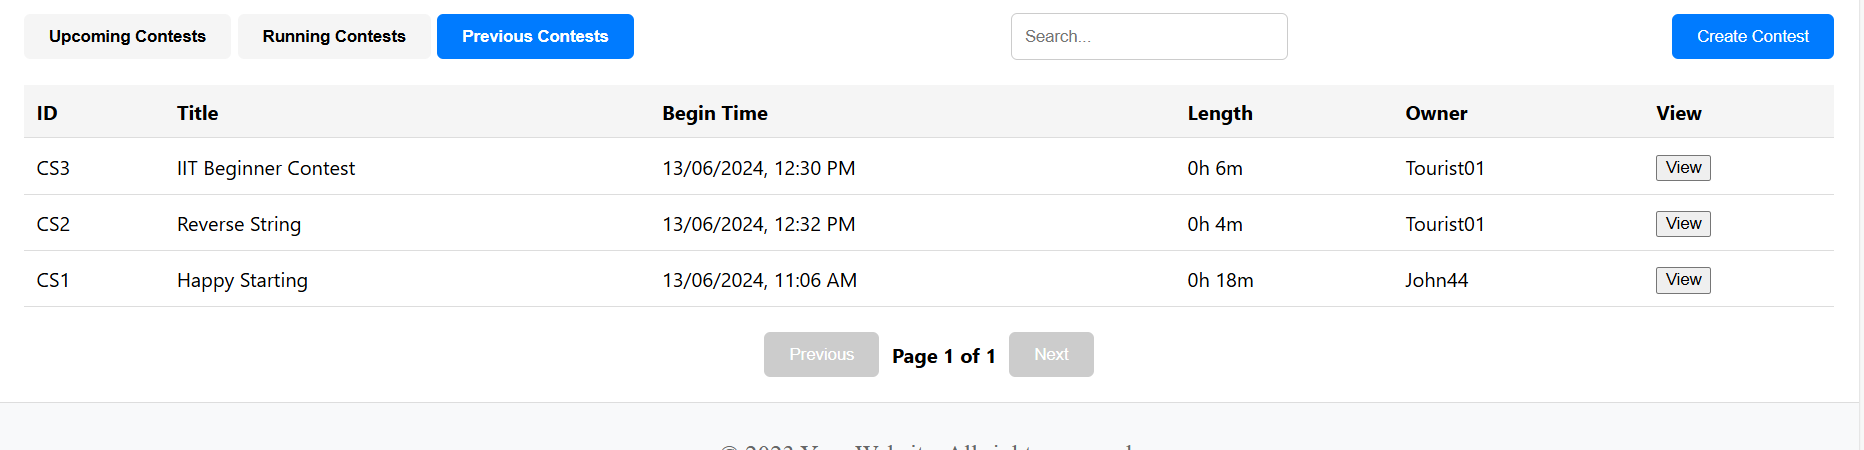 Upcoming Contests Running Contests Previous Contests Search... Create Contest
ID Title Begin Time Length Owner View
CS3 IIT Beginner Contest 13/06/2024, 12:30 PM 0h 6m Tourist01 View
CS2 Reverse String 13/06/2024, 12:32 PM 0h 4m Tourist01 View
CS1 Happy Starting 13/06/2024, 11:06 AM 0h 18m John44 View
Previous Page 1 of 1 Next